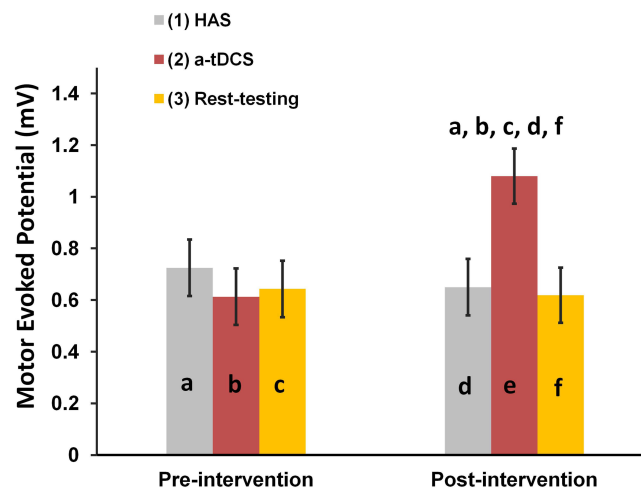 (1) HAS
(2) a-tDCS
(3) Rest-testing
Motor Evoked Potential (mV)
1.4
1.2
1
0.8
0.6
0.4
0.2
0
a, b, c, d, f
a
b
c
d
e
f
Pre-intervention
Post-intervention